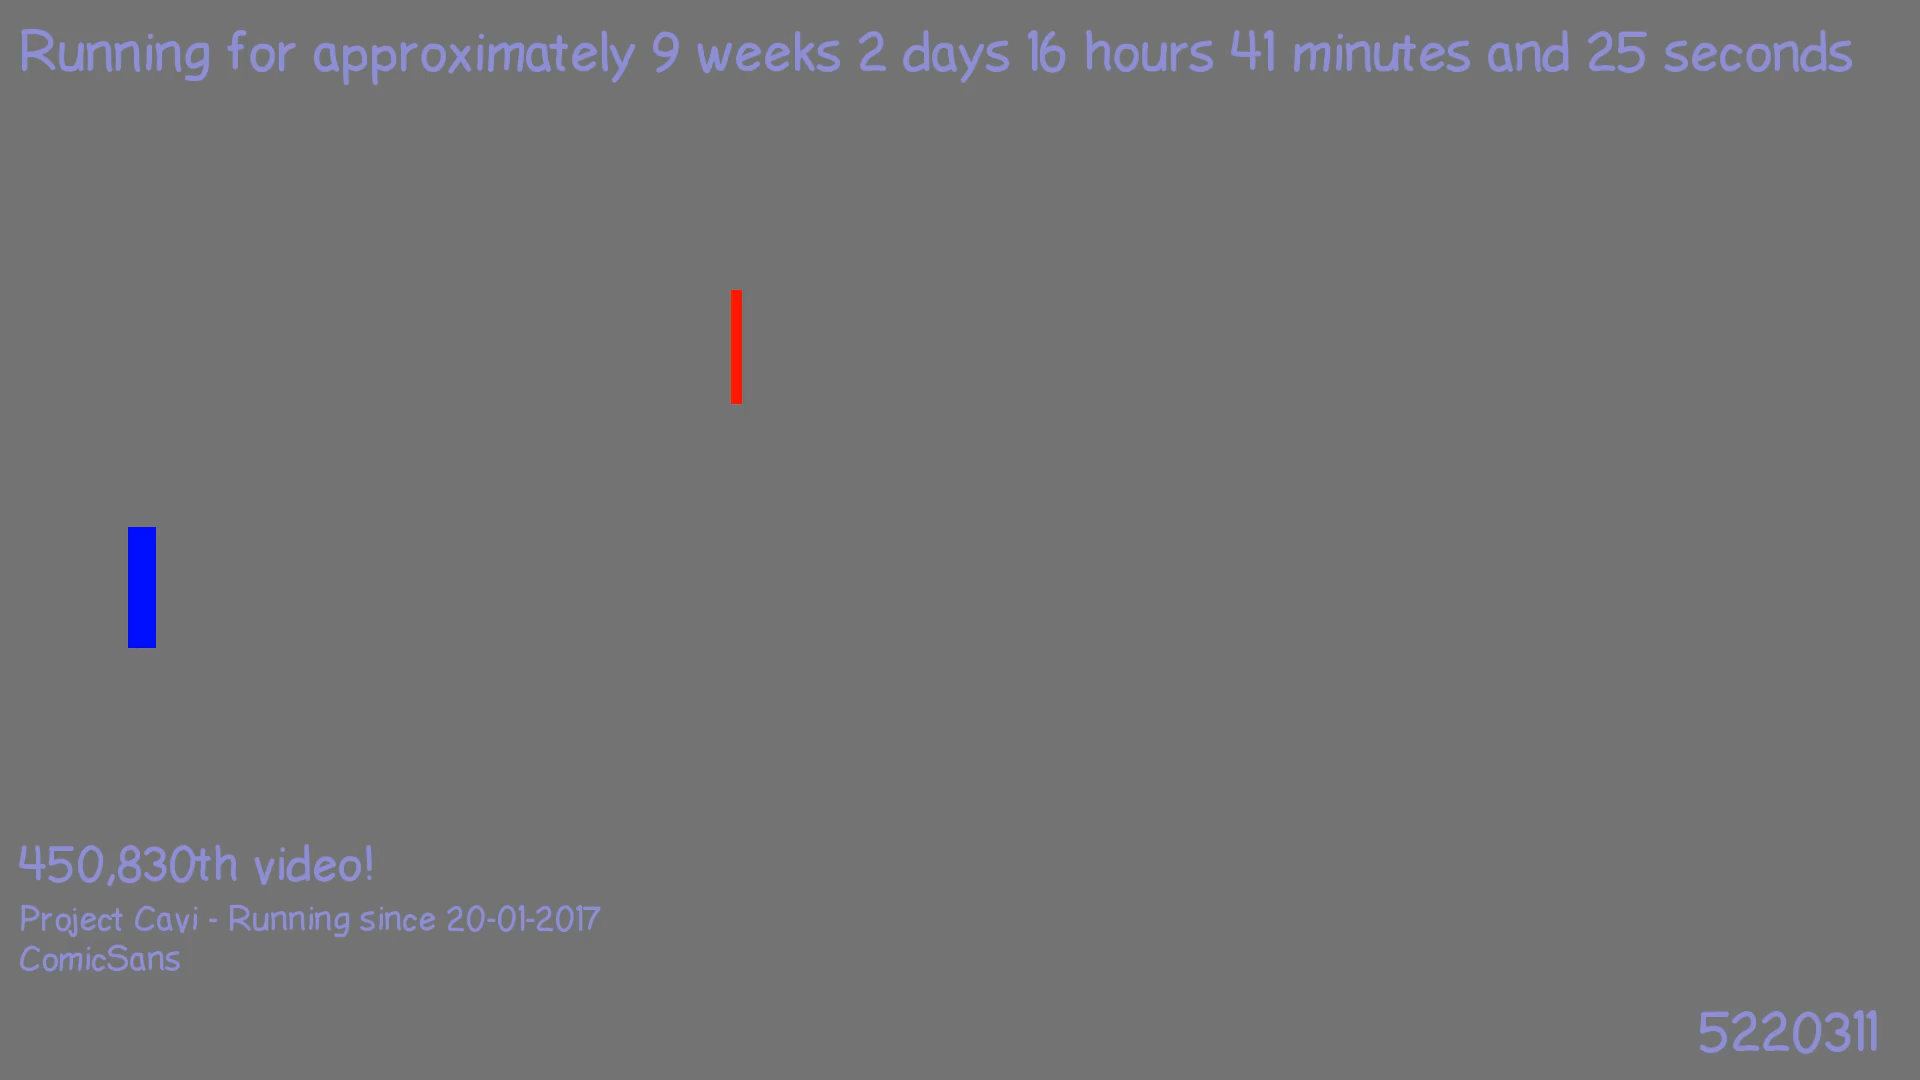 Running for approximately 9 weeks 2 days 16 hours 41 minutes and 25 seconds
450,830th video!
Project Cavi - Running since 20-01-2017
ComicSans
5220311